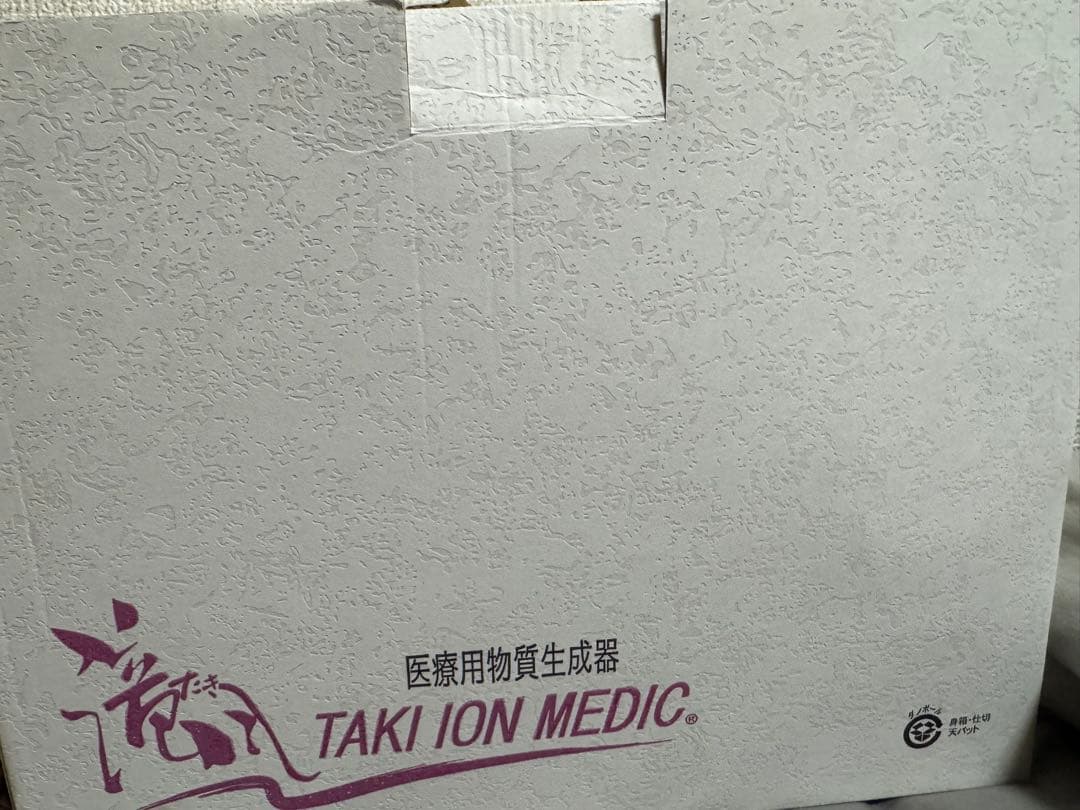 医療用物質生成器
滝
たき
TAKI ION MEDIC®
リノボール
身箱・仕切
天パット